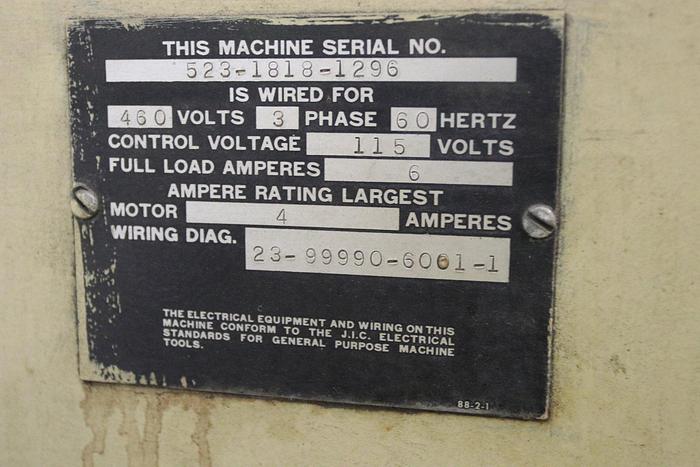 THIS MACHINE SERIAL NO.
523-1818-1296
IS WIRED FOR
460 VOLTS 3 PHASE 60 HERTZ
CONTROL VOLTAGE 115 VOLTS
FULL LOAD AMPERES 6
AMPERE RATING LARGEST
MOTOR 4 AMPERES
WIRING DIAG. 23-99990-6001-1
THE ELECTRICAL EQUIPMENT AND WIRING ON THIS
MACHINE CONFORM TO THE J.I.C. ELECTRICAL
STANDARDS FOR GENERAL PURPOSE MACHINE
TOOLS.
88-2-1